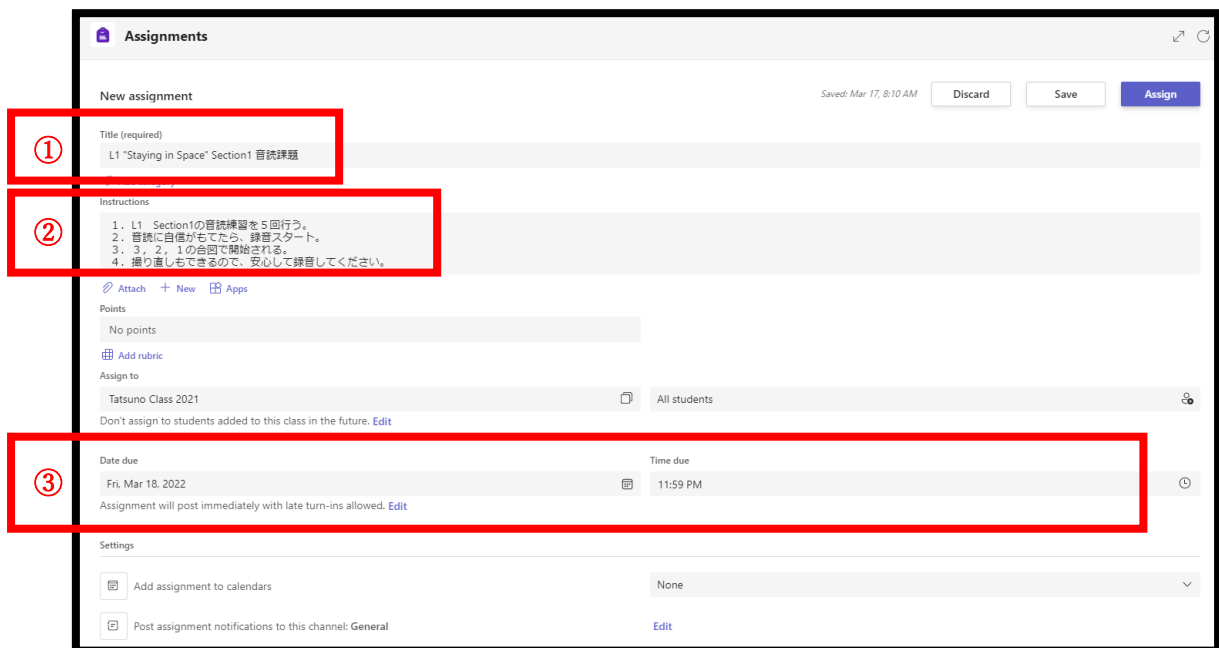 Assignments
New assignment
Saved: Mar 17, 8:10 AM
Discard
Save
Assign
①
Title (required)
L1 "Staying in Space" Section1 音読課題
②
Instructions
1. L1　Section1の音読練習を５回行う。
2. 音読に自信がもてたら、録音スタート。
3. ３，２，１の合図で開始される。
4. 撮り直しもできるので、安心して録音してください。
Attach
New
Apps
Points
No points
Add rubric
Assign to
Tatsuno Class 2021
All students
Don't assign to students added to this class in the future. Edit
③
Date due
Time due
Fri, Mar 18, 2022
11:59 PM
Assignment will post immediately with late turn-ins allowed. Edit
Settings
Add assignment to calendars
None
Post assignment notifications to this channel: General
Edit